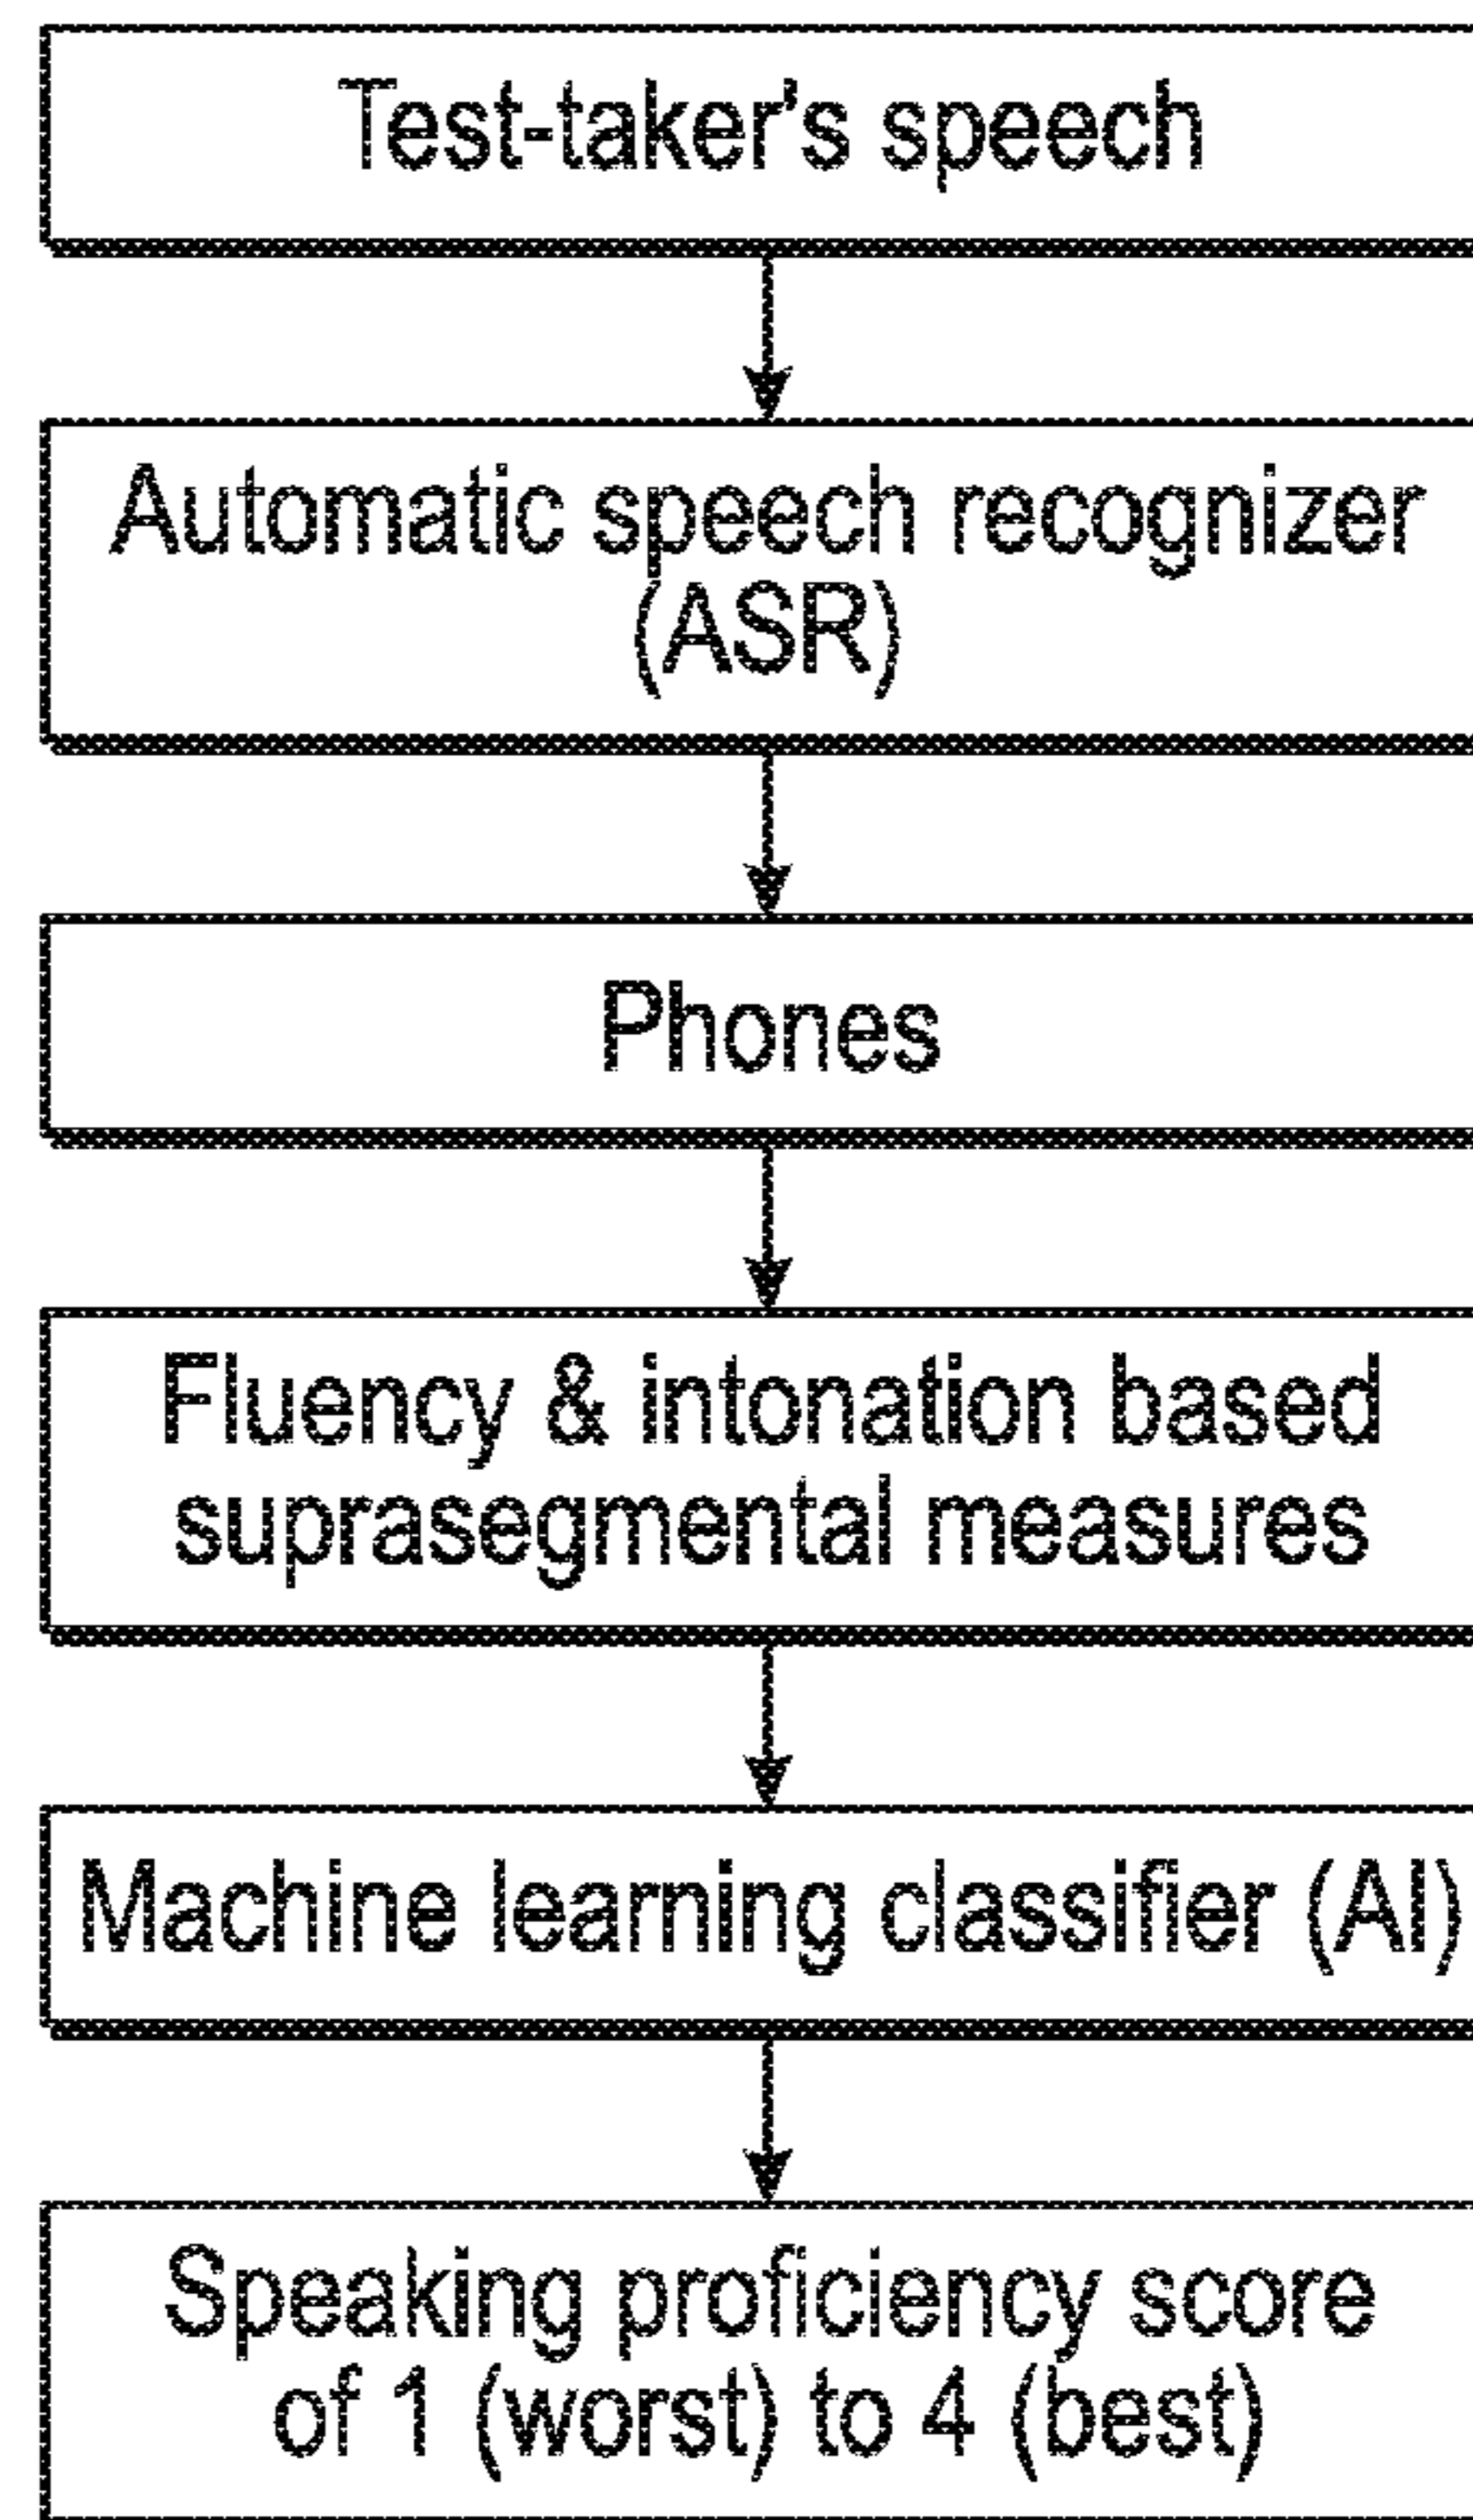 Test-taker's speech
Automatic speech recognizer
(ASR)
Phones
Fluency & intonation based
suprasegmental measures
Machine learning classifier (AI)
Speaking proficiency score
of 1 (worst) to 4 (best)